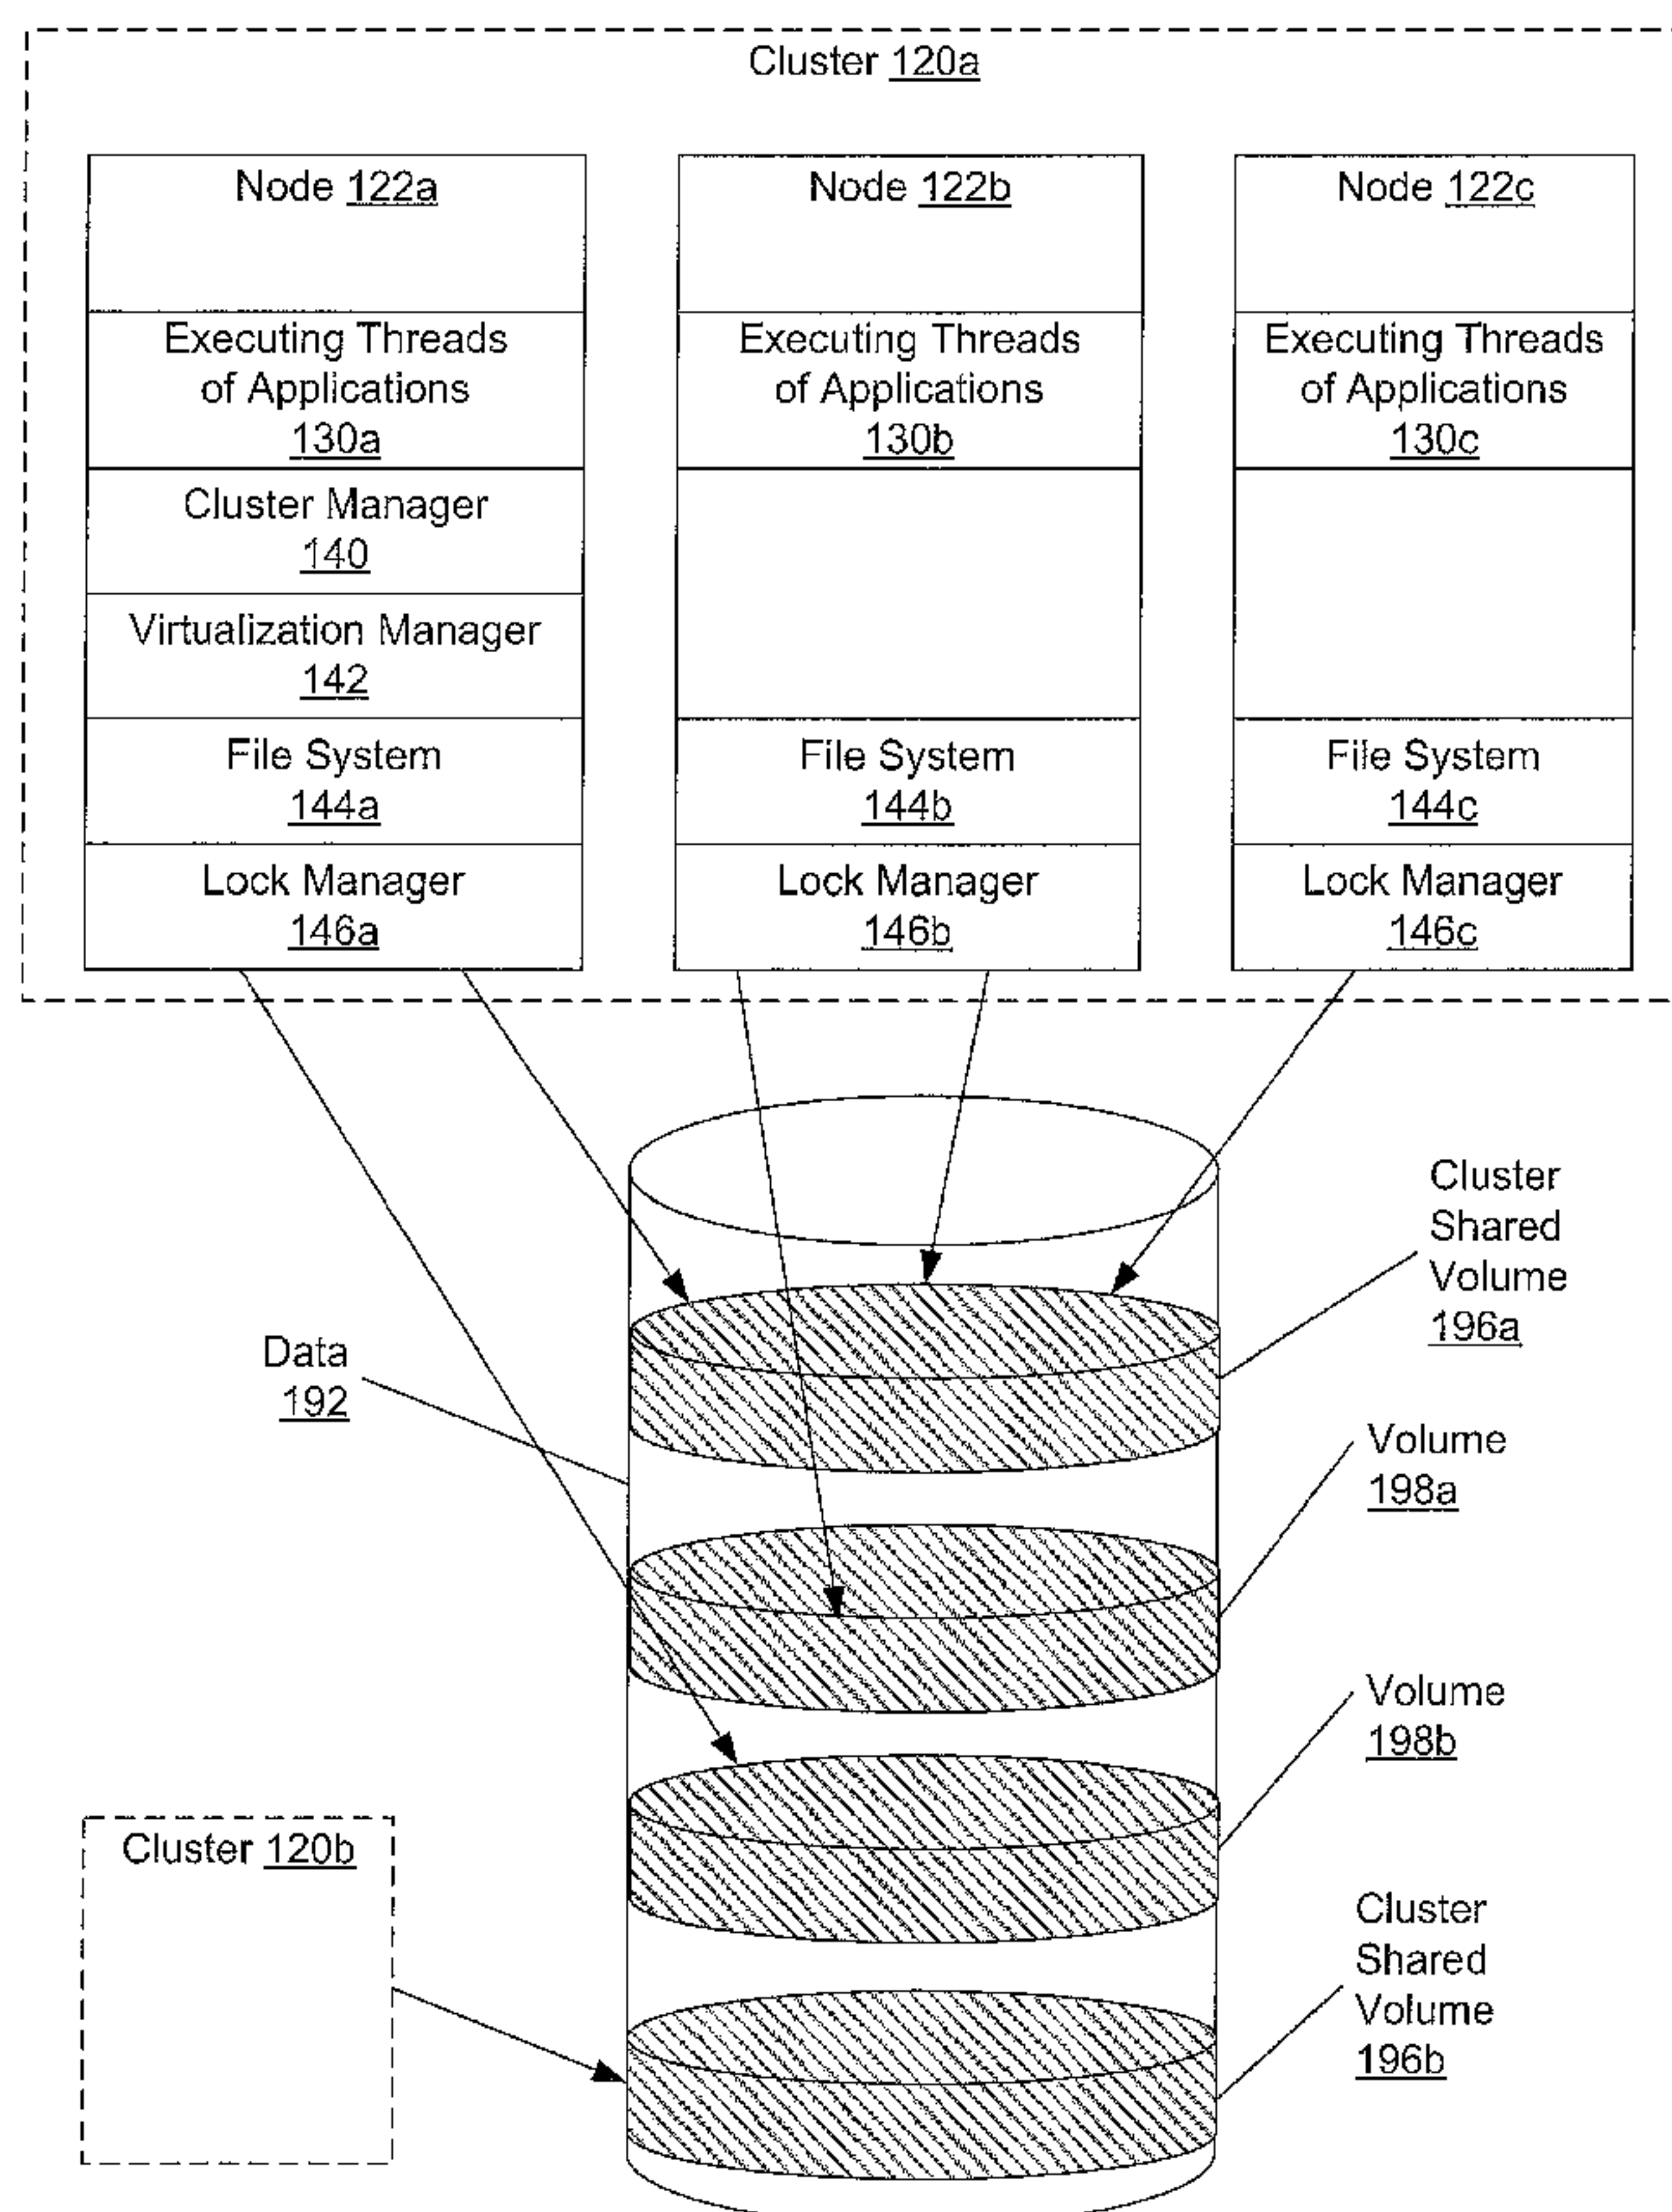 Cluster 120a
Node 122a
Executing Threads
of Applications
130a
Cluster Manager
140
Virtualization Manager
142
File System
144a
Lock Manager
146a
Node 122b
Executing Threads
of Applications
130b
File System
144b
Lock Manager
146b
Node 122c
Executing Threads
of Applications
130c
File System
144c
Lock Manager
146c
Cluster
Shared
Volume
196a
Data
192
Volume
198a
Volume
198b
Cluster 120b
Cluster
Shared
Volume
196b